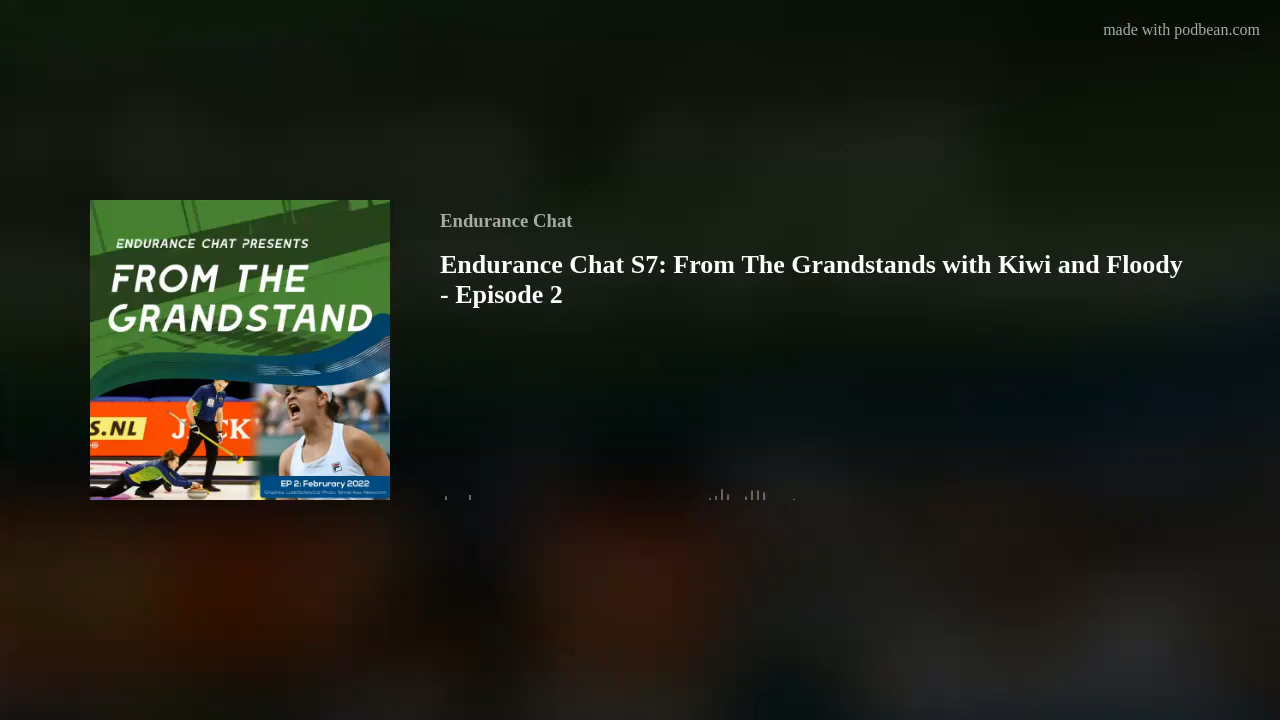 made with podbean.com
ENDURANCE CHAT PRESENTS
FROM THE
GRANDSTAND
S.NL
EP 2: Februrary 2022
Endurance Chat
Endurance Chat S7: From The Grandstands with Kiwi and Floody
- Episode 2